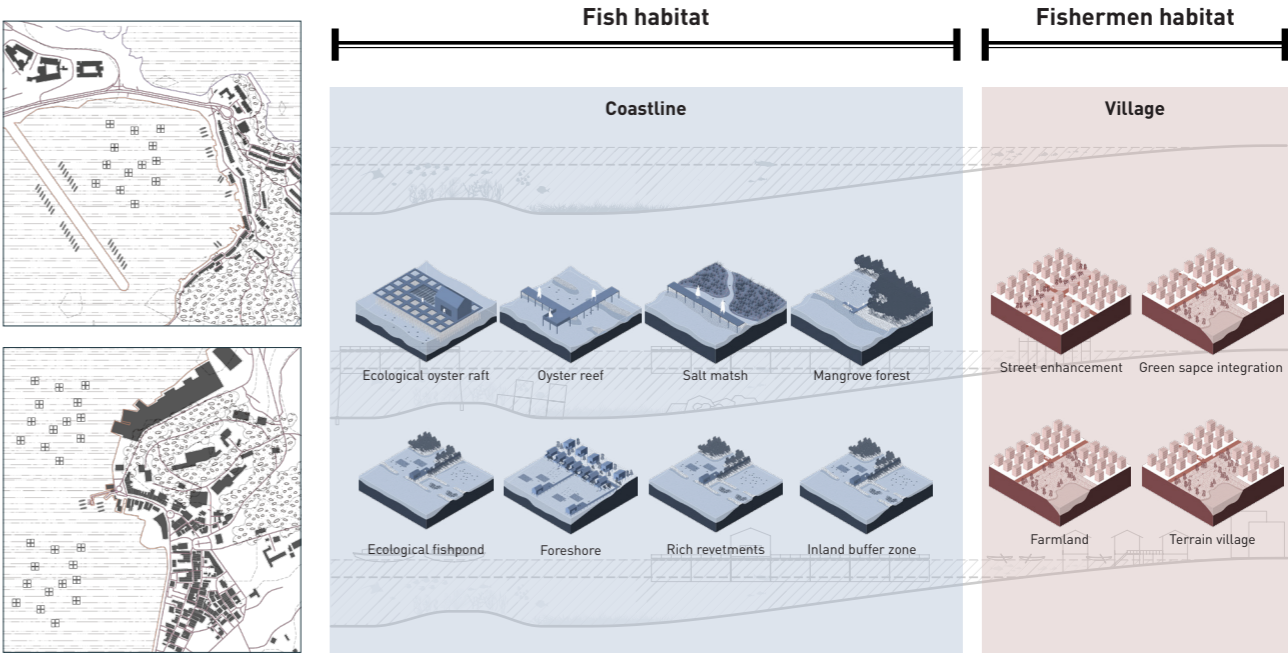 Fish habitat
Fishermen habitat
Coastline
Village
Ecological oyster raft
Oyster reef
Salt matsh
Mangrove forest
Street enhancement
Green sapce integration
Ecological fishpond
Foreshore
Rich revetments
Inland buffer zone
Farmland
Terrain village